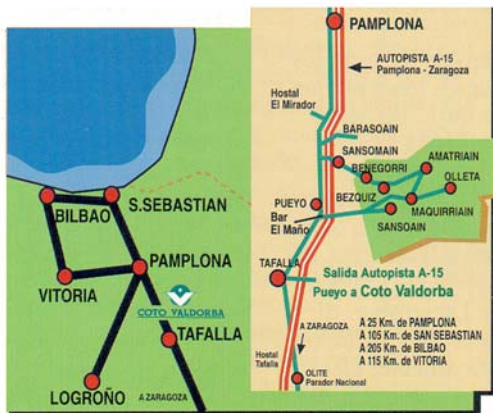 BILBAO
S.SEBASTIAN
VITORIA
PAMPLONA
COTO VALDORBA
TAFALLA
LOGROÑO
A ZARAGOZA
PAMPLONA
AUTOPISTA A-15
Pamplona - Zaragoza
Hostal
El Mirador
BARASOAIN
SANSOMAIN
BENEGORRI
AMATRIAIN
OLLETA
BEZQUIZ
MAQUIRRIAIN
SANSOAIN
PUEYO
Bar
El Maño
TAFALLA
Salida Autopista A-15
Pueyo a Coto Valdorba
A ZARAGOZA
A 25 Km. de PAMPLONA
A 105 Km. de SAN SEBASTIAN
A 205 Km. de BILBAO
A 115 Km. de VITORIA
Hostal
Tafalla
OLITE
Parador Nacional